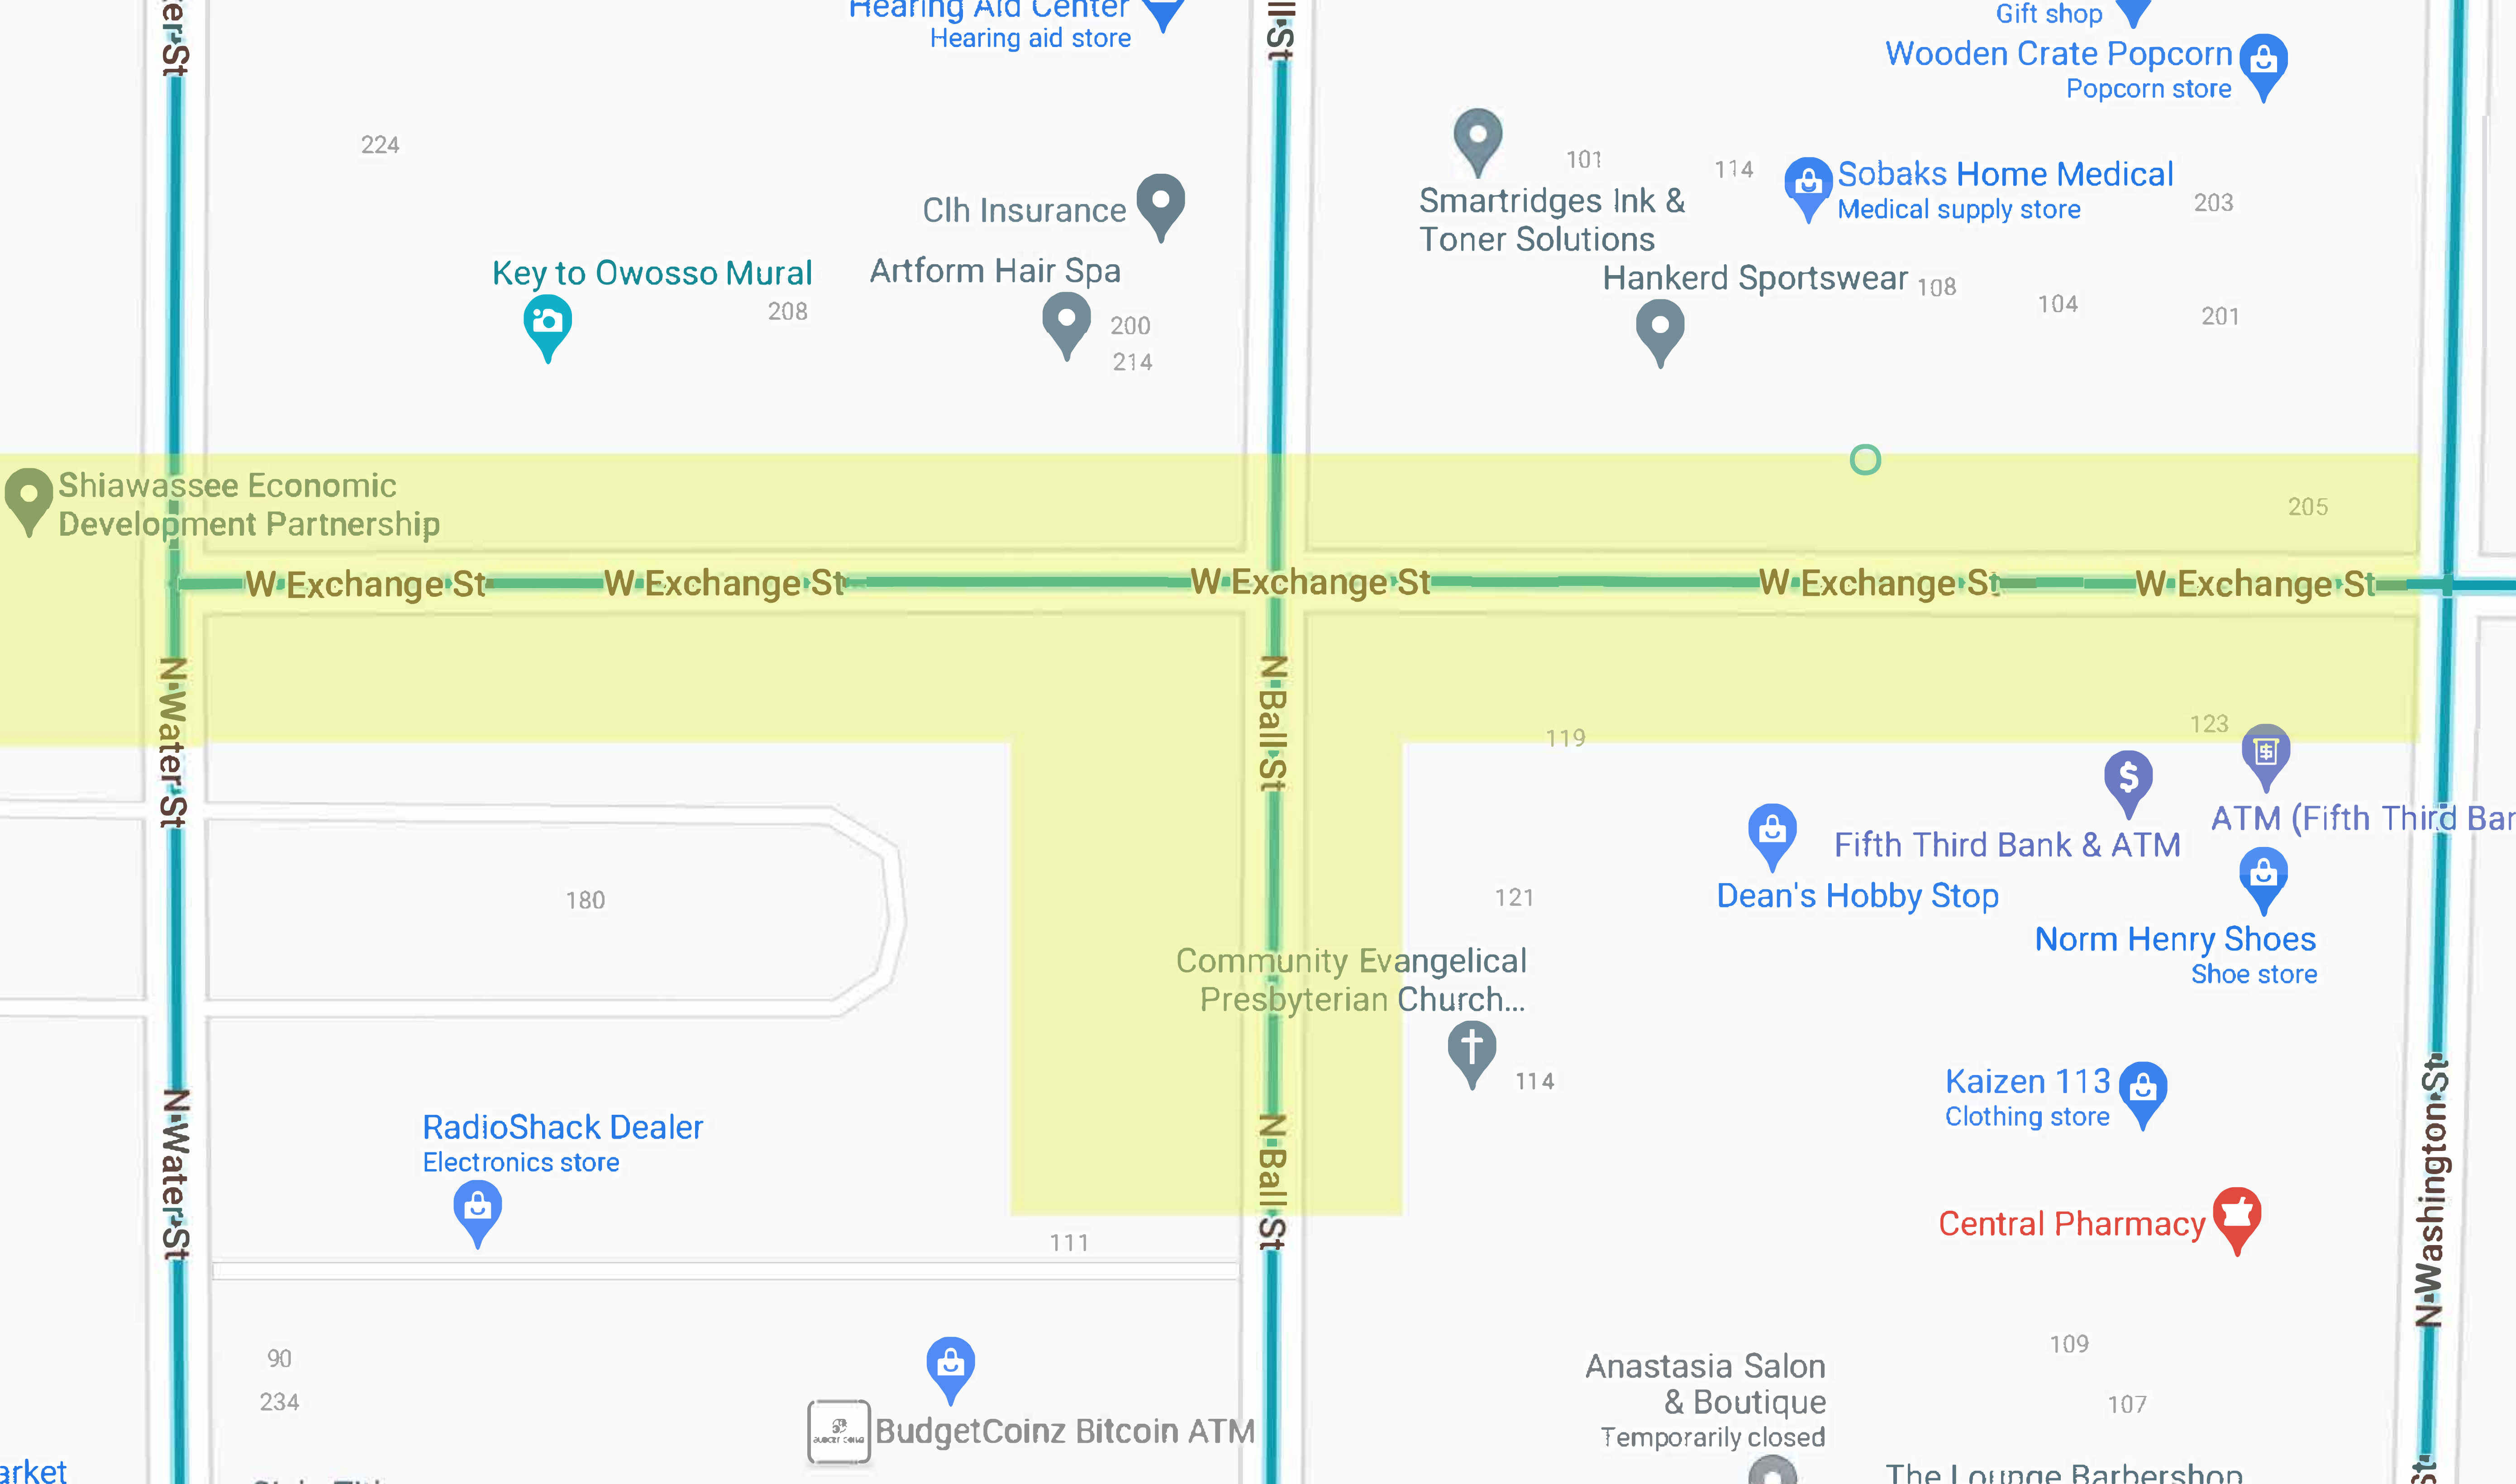 er St
Hearing Aid Center
Hearing aid store
ll St
Gift shop
Wooden Crate Popcorn
Popcorn store
224
Clh Insurance
101
114
Smartridges Ink &
Toner Solutions
Sobaks Home Medical
Medical supply store
203
Key to Owosso Mural
208
Artform Hair Spa
200
214
Hankerd Sportswear
108
104
201
Shiawassee Economic
Development Partnership
205
W Exchange St
W Exchange St
W Exchange St
W Exchange St
W Exchange St
N Water St
N Ball St
119
123
$
$
ATM (Fifth Third Bar
Fifth Third Bank & ATM
Dean's Hobby Stop
180
121
Norm Henry Shoes
Shoe store
Community Evangelical
Presbyterian Church...
114
Kaizen 113
Clothing store
N Water St
RadioShack Dealer
Electronics store
N Ball St
N Washington St
Central Pharmacy
111
90
234
109
107
Anastasia Salon
& Boutique
Temporarily closed
BudgetCoinz Bitcoin ATM
arket
The Lounge Barbershop
St